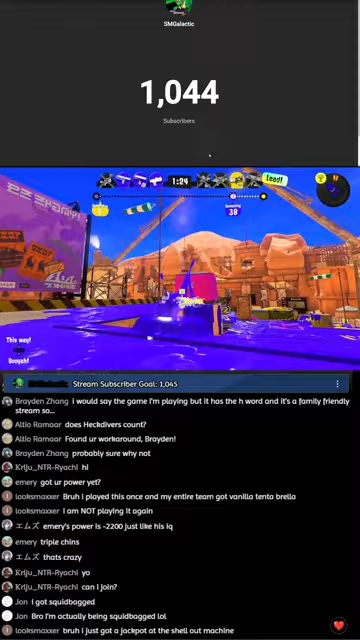 SMGalactic
1,044
Subscribers
1:24
Lead!
38
This way!
Booyah!
SMGalactic Stream Subscriber Goal: 1,045
Brayden Zhang i would say the game i'm playing but it has the h word and it's a family friendly
stream so...
Altio Ramaar does Heckdivers count?
Altio Ramaar Found ur workaround, Brayden!
Brayden Zhang probably sure why not
Krlju_NTR-Ryachi hi
emery got ur power yet?
looksmaxxer Bruh i played this once and my entire team got vanilla tenta brella
looksmaxxer I am NOT playing it again
エムズ emery's power is -2200 just like his iq
emery triple chins
エムズ thats crazy
Krlju_NTR-Ryachi yo
Krlju_NTR-Ryachi can i join?
Jon I got squidbagged
Jon Bro I'm actually being squidbagged lol
looksmaxxer bruh i just got a jackpot at the shell out machine